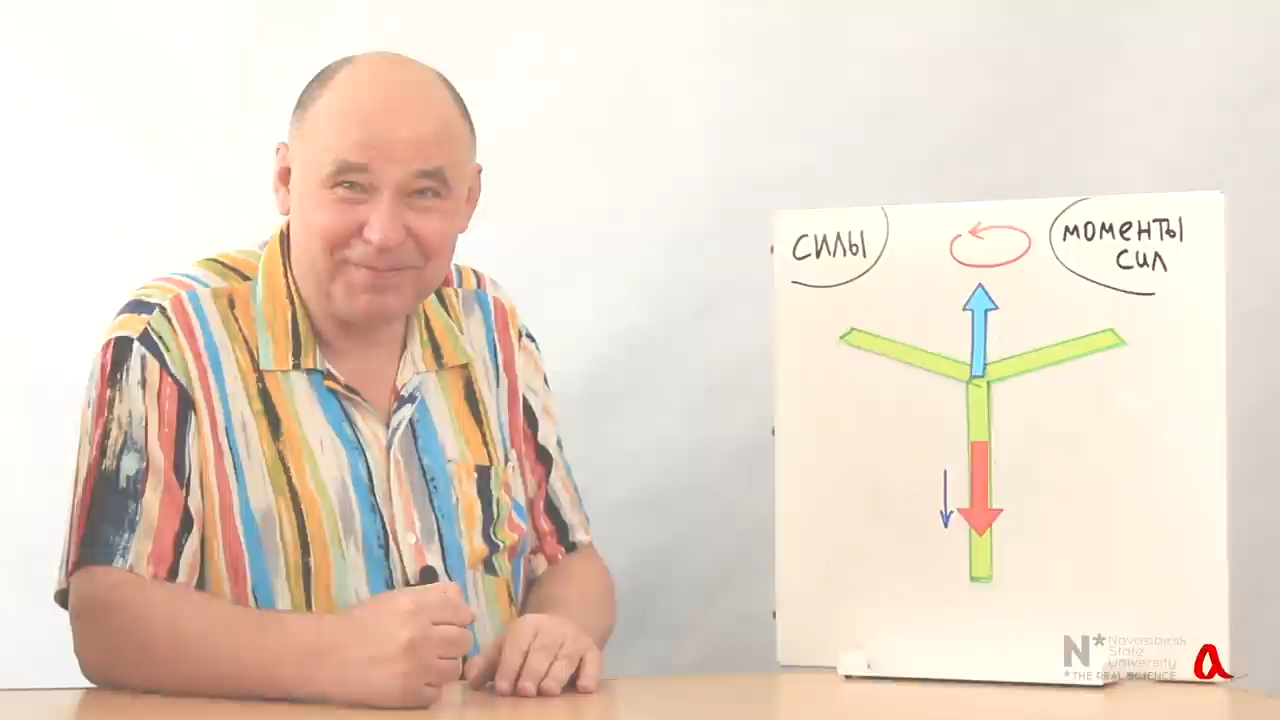 СИЛЫ
МОМЕНТЫ
СИЛ
N*
Novosibirsk
State
University
*THE REAL SCIENCE
a